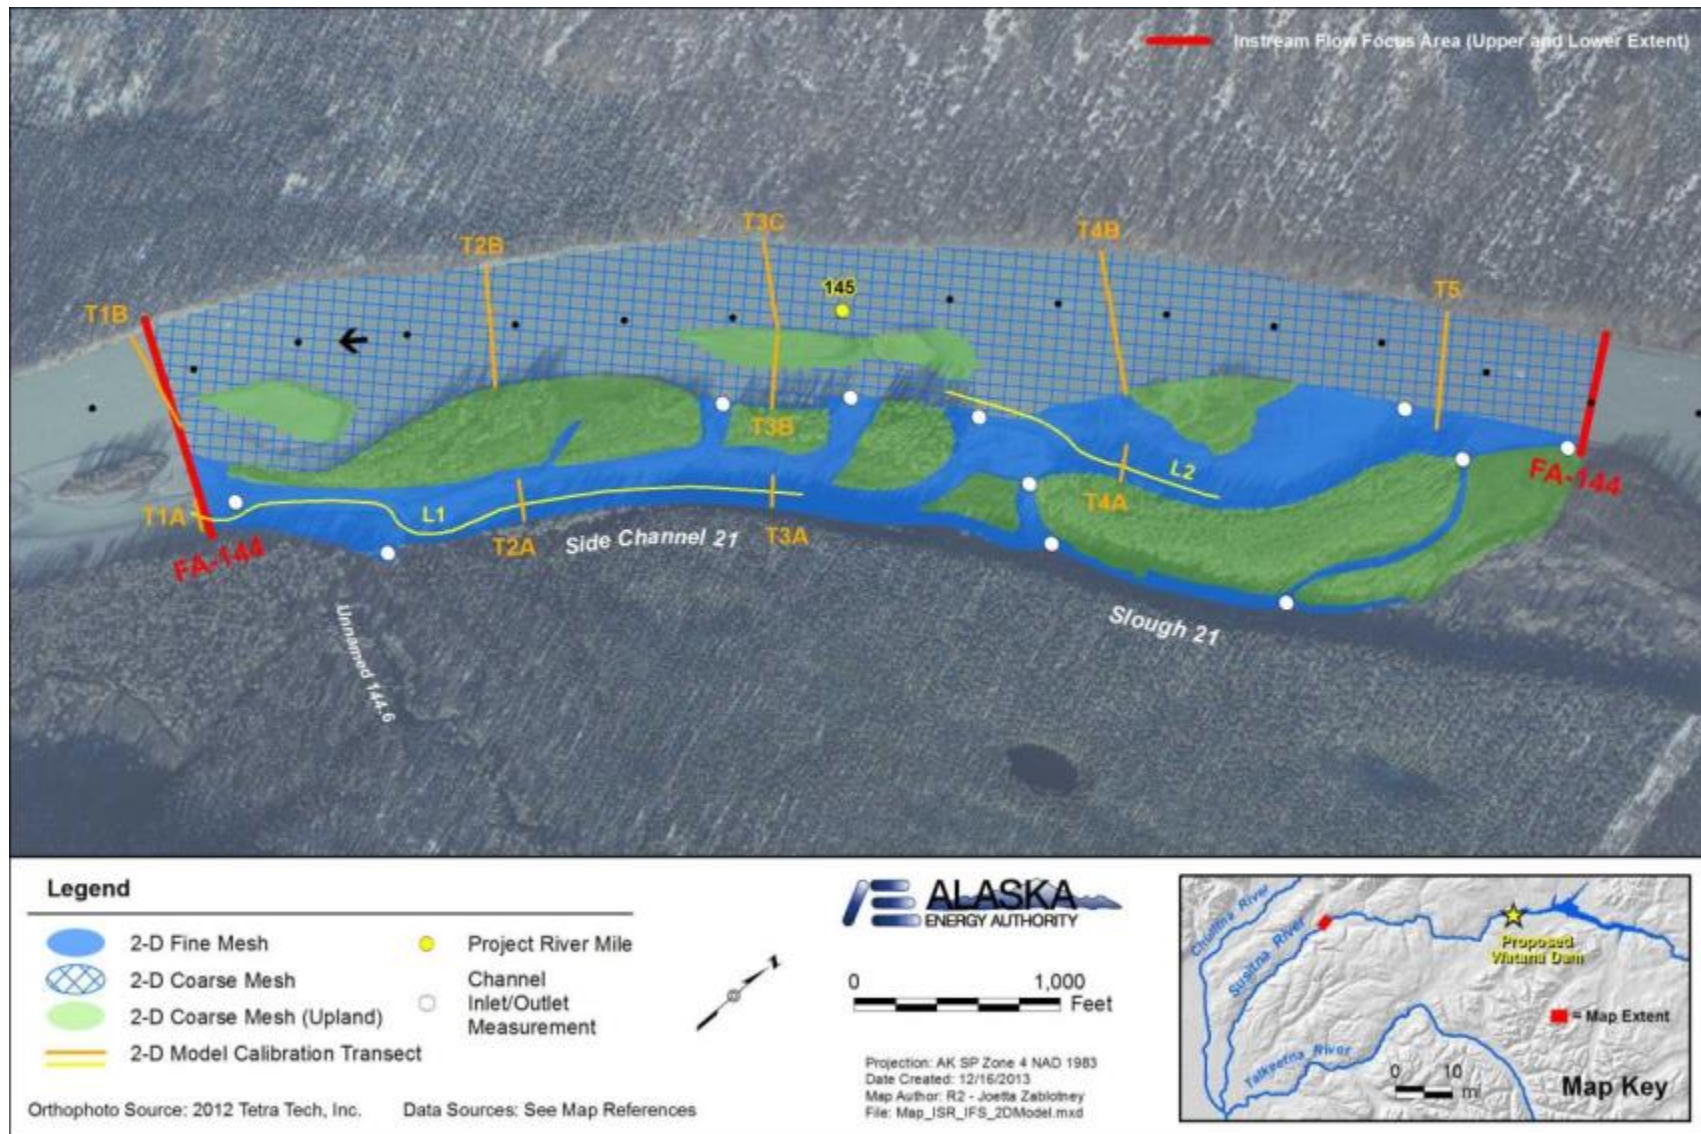 Instream Flow Focus Area (Upper and Lower Extent)
T3C
T2B
T4B
145
T5
T1B
T3B
L2
FA-144
T4A
T1A
L1
T2A
Side Channel 21
T3A
FA-144
Unnamed 144.6
Slough 21
Legend
2-D Fine Mesh
2-D Coarse Mesh
2-D Coarse Mesh (Upland)
2-D Model Calibration Transect
Project River Mile
Channel
Inlet/Outlet
Measurement
Orthophoto Source: 2012 Tetra Tech, Inc.
Data Sources: See Map References
ALASKA
ENERGY AUTHORITY
N
0 1,000
Feet
Projection: AK SP Zone 4 NAD 1983
Date Created: 12/16/2013
Map Author: R2 - Joetta Zablotney
File: Map_ISR_IFS_2DModel.mxd
Chulitna River
Susitna River
Proposed
Watana Dam
= Map Extent
Talkeetna River
0 10
mi
Map Key